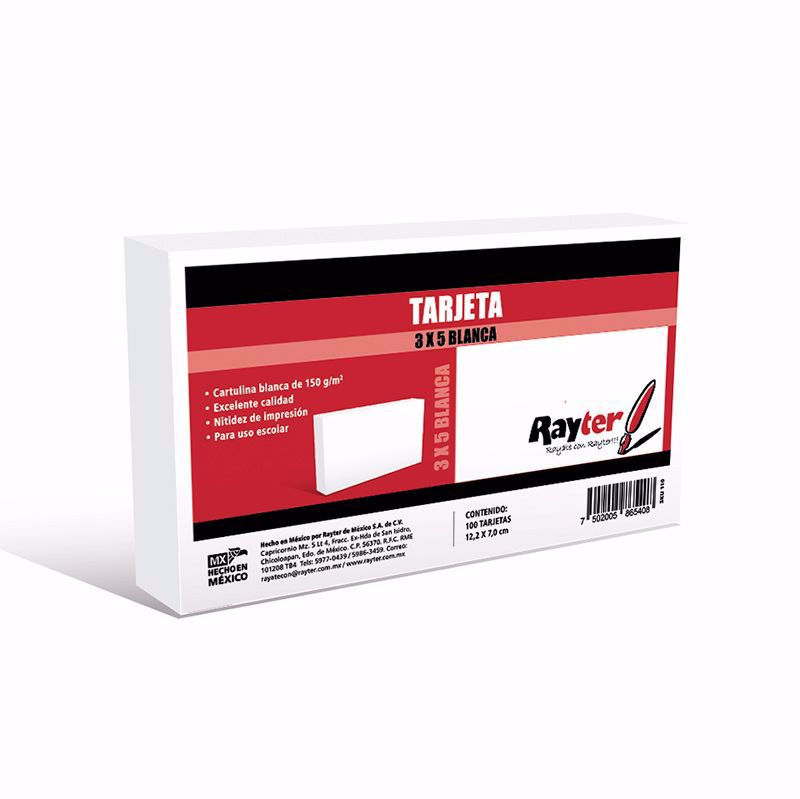 TARJETA
3 X 5 BLANCA
• Cartulina blanca de 150 g/m²
• Excelente calidad
• Nitidez de impresión
• Para uso escolar
3 X 5 BLANCA
Rayter
Rayaás con Rayter!!!
MX
HECHO EN
MÉXICO
Hecho en México por Rayter de México S.A. de C.V.
Capricornio Mz. 5 Lt 4, Fracc. Ex-Hda de San Isidro,
Chicoloapan, Edo. de México. C.P. 56370. R.F.C. RME
101208 TB4 Tels: 5977-0439 / 5986-3459. Correo:
rayatecon@rayter.com.mx / www.rayter.com.mx
CONTENIDO:
100 TARJETAS
12,2 X 7,0 cm
7 502005 865408
SKU 110